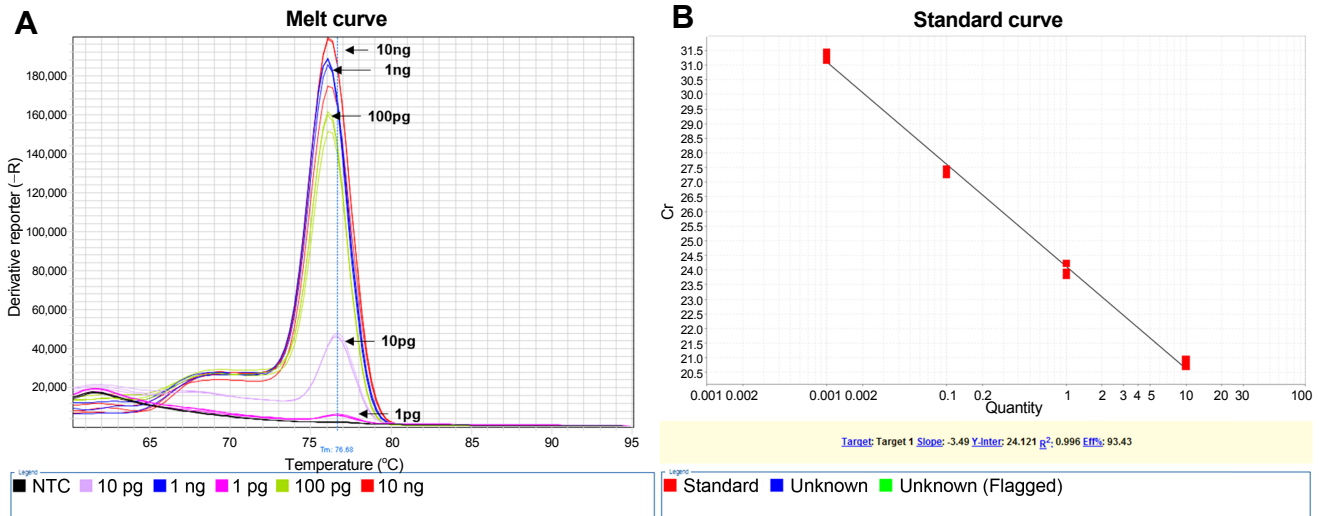 A
Melt curve
Derivative reporter (−R)
180,000
160,000
140,000
120,000
100,000
80,000
60,000
40,000
20,000
10ng
1ng
100pg
10pg
1pg
65 70 75 80 85 90 95
Tm: 76.68
Temperature (°C)
Legend
NTC 10 pg 1 ng 1 pg 100 pg 10 ng
B
Standard curve
Cr
31.5
31.0
30.5
30.0
29.5
29.0
28.5
28.0
27.5
27.0
26.5
26.0
25.5
25.0
24.5
24.0
23.5
23.0
22.5
22.0
21.5
21.0
20.5
0.001 0.002 0.001 0.002 0.1 0.2 1 2 3 4 5 10 20 30 100
Quantity
Target: Target 1 Slope: -3.49 Y-Inter: 24.121 R2: 0.996 Eff%: 93.43
Legend
Standard Unknown Unknown (Flagged)